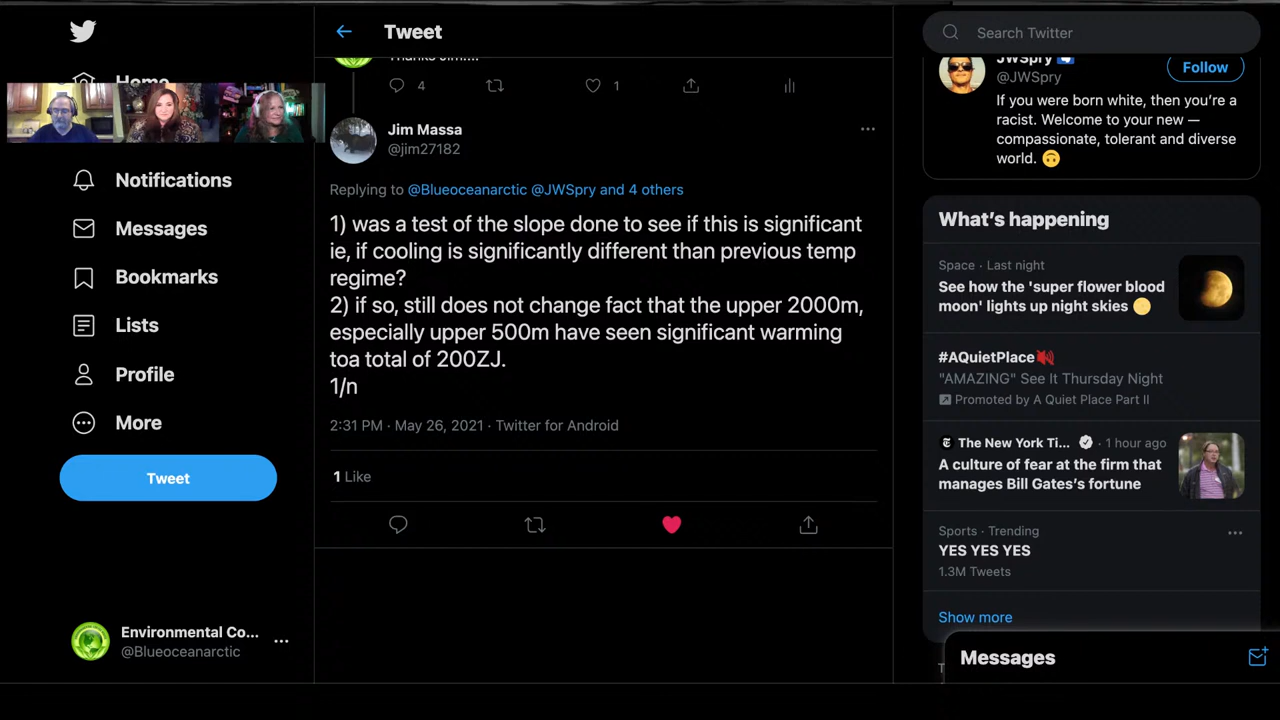 Home
Notifications
Messages
Bookmarks
Lists
Profile
More
Tweet
Environmental Co...
@Blueoceanarctic
Tweet
4
1
Jim Massa
@jim27182
Replying to @Blueoceanarctic @JWSpry and 4 others
1) was a test of the slope done to see if this is significant
ie, if cooling is significantly different than previous temp
regime?
2) if so, still does not change fact that the upper 2000m,
especially upper 500m have seen significant warming
toa total of 200ZJ.
1/n
2:31 PM · May 26, 2021 · Twitter for Android
1 Like
Search Twitter
JWSpry
@JWSpry
Follow
If you were born white, then you're a
racist. Welcome to your new —
compassionate, tolerant and diverse
world. 🙃
What's happening
Space · Last night
See how the 'super flower blood
moon' lights up night skies
#AQuietPlace
"AMAZING" See It Thursday Night
Promoted by A Quiet Place Part II
The New York Ti... · 1 hour ago
A culture of fear at the firm that
manages Bill Gates's fortune
Sports · Trending
YES YES YES
1.3M Tweets
Show more
Messages